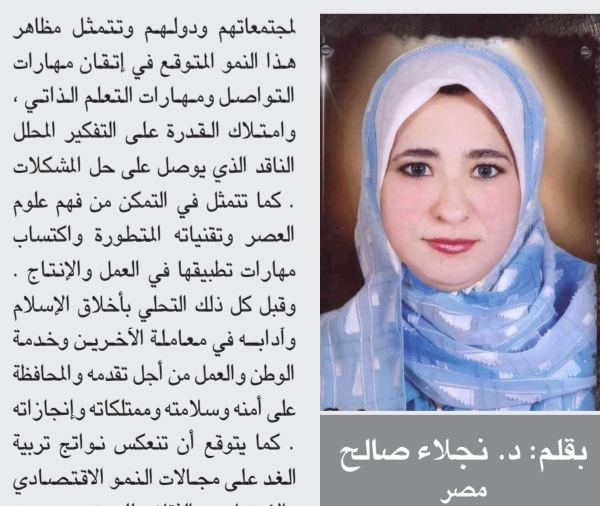 لمجتمعاتهم ودولهم وتتمثل مظاهر
هذا النمو المتوقع في إتقان مهارات
التواصل ومهارات التعلم الذاتي ،
وامتلاك القدرة على التفكير المحلل
الناقد الذي يوصل على حل المشكلات
. كما تتمثل في التمكن من فهم علوم
العصر وتقنياته المتطورة واكتساب
مهارات تطبيقها في العمل والإنتاج .
وقبل كل ذلك التحلي بأخلاق الإسلام
وآدابه في معاملة الآخرين وخدمة
الوطن والعمل من أجل تقدمه والمحافظة
على أمنه وسلامته وممتلكاته وإنجازاته
. كما يتوقع أن تنعكس نواتج تربية
الغد على مجالات النمو الاقتصادي
بقلم: د. نجلاء صالح
مصر